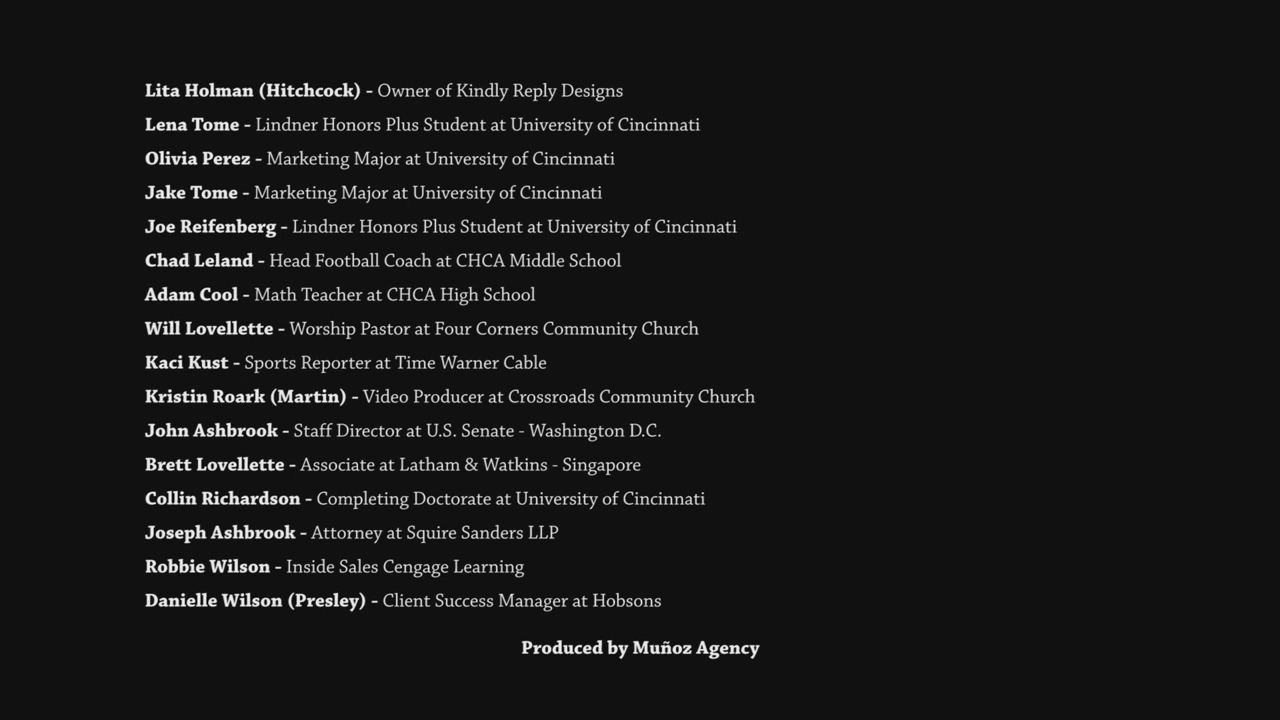 Lita Holman (Hitchcock) - Owner of Kindly Reply Designs
Lena Tome - Lindner Honors Plus Student at University of Cincinnati
Olivia Perez - Marketing Major at University of Cincinnati
Jake Tome - Marketing Major at University of Cincinnati
Joe Reifenberg - Lindner Honors Plus Student at University of Cincinnati
Chad Leland - Head Football Coach at CHCA Middle School
Adam Cool - Math Teacher at CHCA High School
Will Lovellette - Worship Pastor at Four Corners Community Church
Kaci Kust - Sports Reporter at Time Warner Cable
Kristin Roark (Martin) - Video Producer at Crossroads Community Church
John Ashbrook - Staff Director at U.S. Senate - Washington D.C.
Brett Lovellette - Associate at Latham & Watkins - Singapore
Collin Richardson - Completing Doctorate at University of Cincinnati
Joseph Ashbrook - Attorney at Squire Sanders LLP
Robbie Wilson - Inside Sales Cengage Learning
Danielle Wilson (Presley) - Client Success Manager at Hobsons
Produced by Muñoz Agency